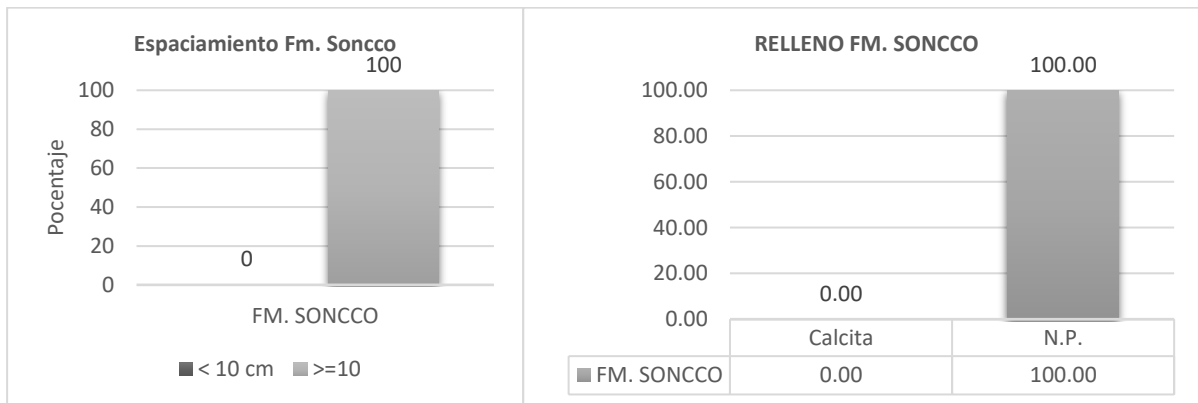 Espaciamiento Fm. Soncco
100
100
80
60
40
20
0
0
Pocentaje
FM. SONCCO
< 10 cm >=10
RELLENO FM. SONCCO
100.00
100.00
80.00
60.00
40.00
20.00
0.00
0.00
Calcita N.P.
FM. SONCCO 0.00 100.00